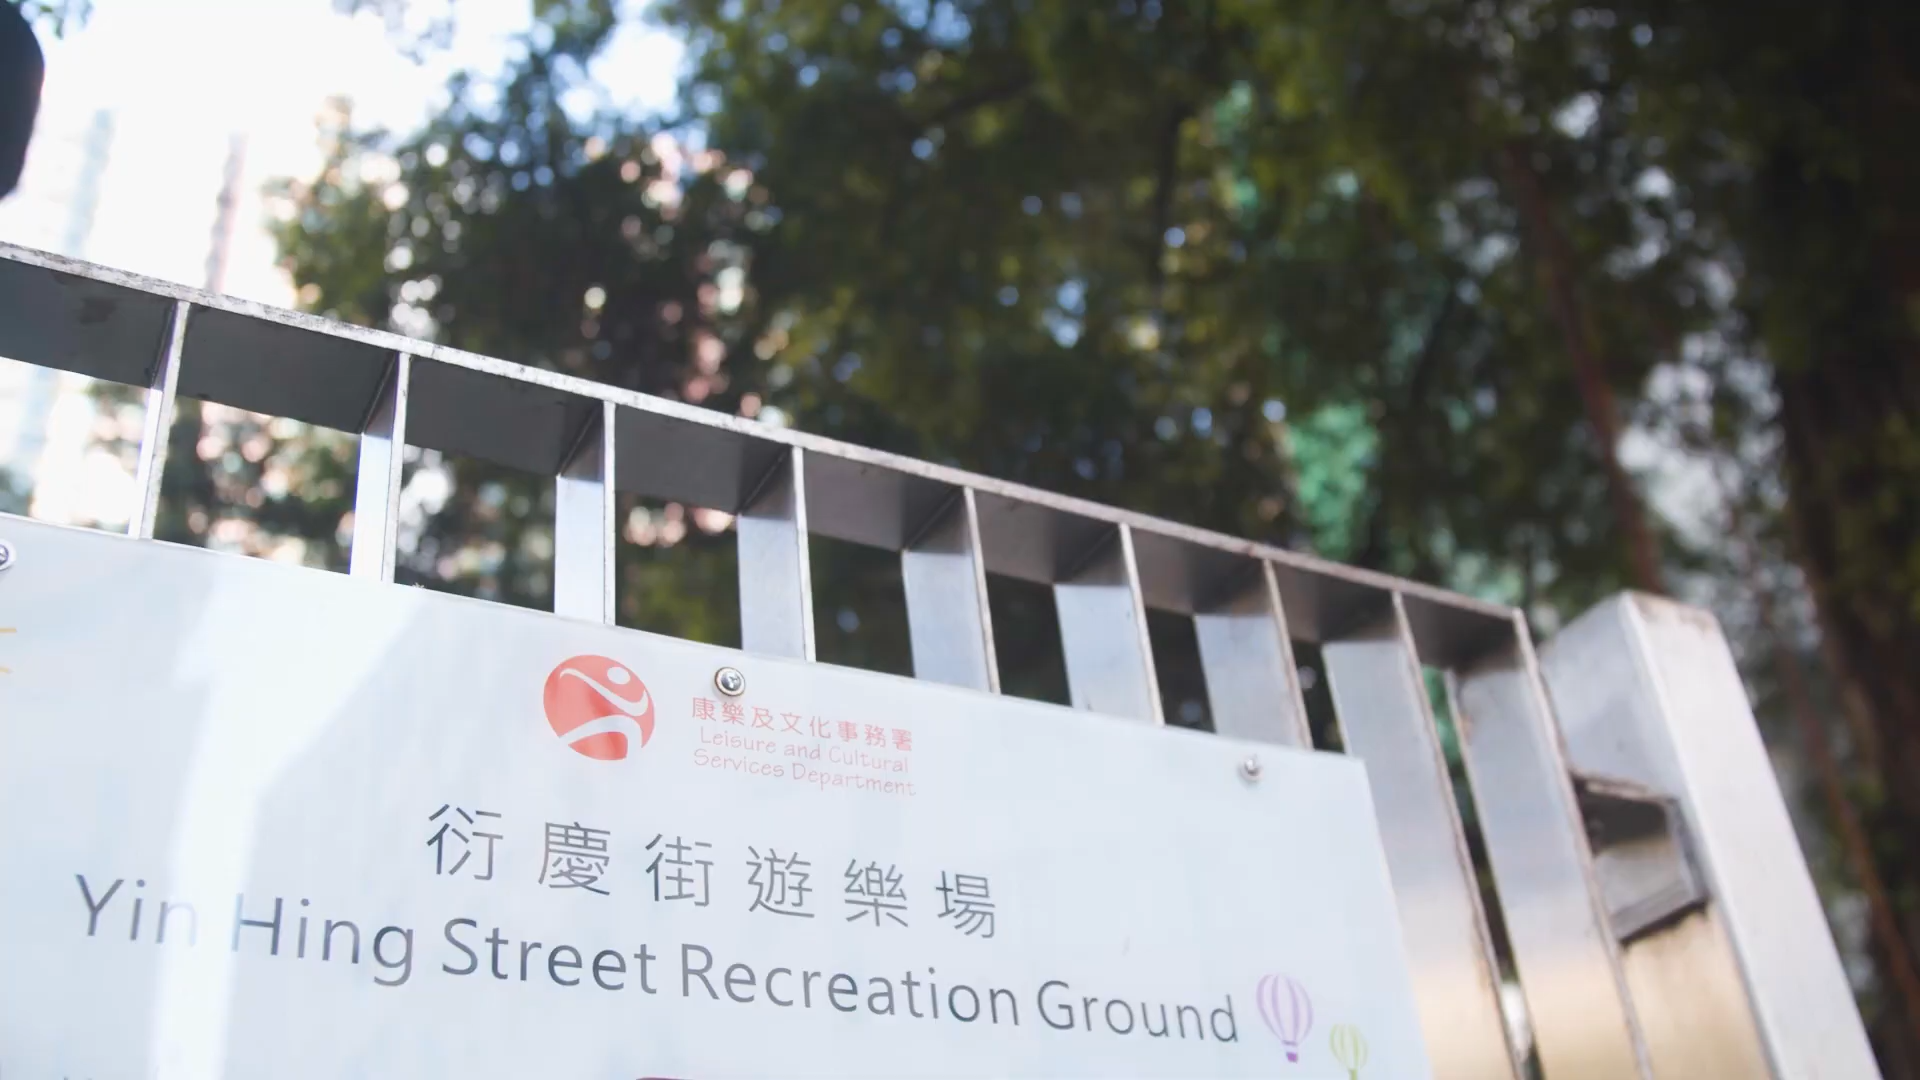 康樂及文化事務署
Leisure and Cultural
Services Department
衍慶街遊樂場
Yin Hing Street Recreation Ground